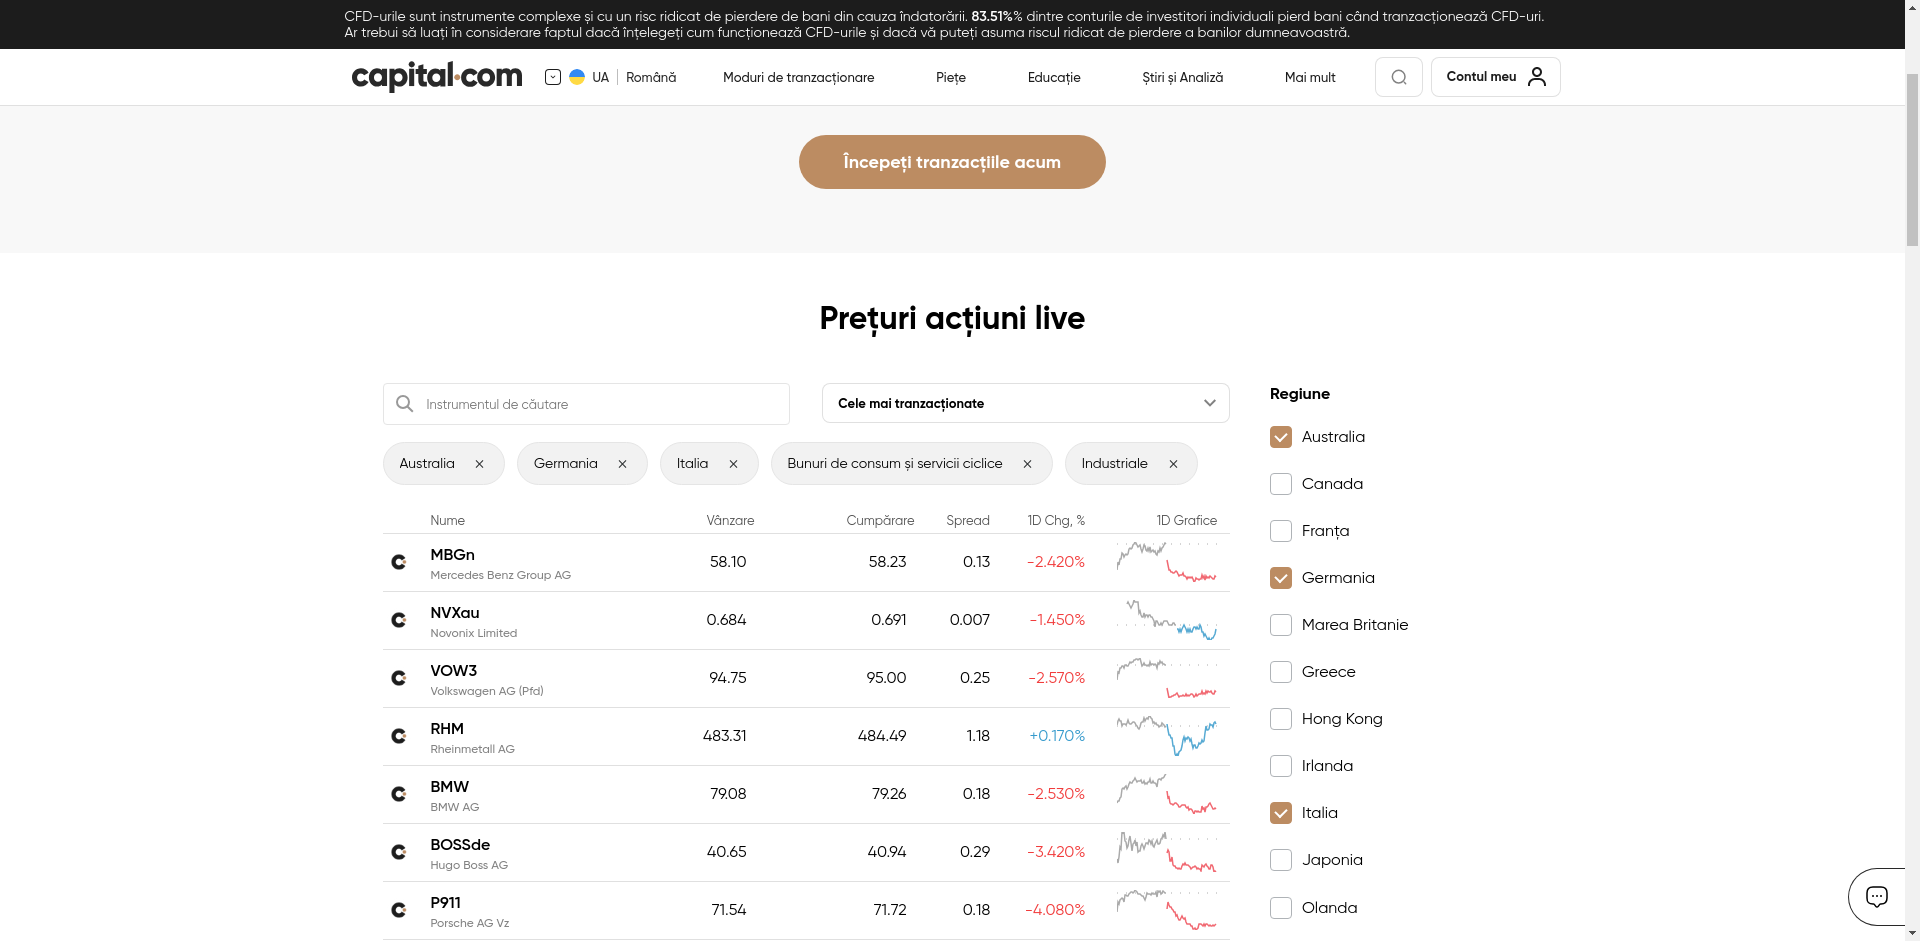 CFD-urile sunt instrumente complexe și cu un risc ridicat de pierdere de bani din cauza îndatorării. 83.51%% dintre conturile de investitori individuali pierd bani când tranzacționează CFD-uri.
Ar trebui să luați în considerare faptul dacă înțelegeți cum funcționează CFD-urile și dacă vă puteți asuma riscul ridicat de pierdere a banilor dumneavoastră.
capital.com UA Română Moduri de tranzacționare Piețe Educație Știri și Analiză Mai mult Contul meu
Începeți tranzacțiile acum
Prețuri acțiuni live
Instrumentul de căutare Cele mai tranzacționate
Australia Germania Italia Bunuri de consum și servicii ciclice Industriale
Nume Vânzare Cumpărare Spread 1D Chg, % 1D Grafice
MBGn 58.10 58.23 0.13 -2.420%
Mercedes Benz Group AG
NVXau 0.684 0.691 0.007 -1.450%
Novonix Limited
VOW3 94.75 95.00 0.25 -2.570%
Volkswagen AG (Pfd)
RHM 483.31 484.49 1.18 +0.170%
Rheinmetall AG
BMW 79.08 79.26 0.18 -2.530%
BMW AG
BOSSde 40.65 40.94 0.29 -3.420%
Hugo Boss AG
P911 71.54 71.72 0.18 -4.080%
Porsche AG Vz
Regiune
Australia
Canada
Franța
Germania
Marea Britanie
Greece
Hong Kong
Irlanda
Italia
Japonia
Olanda